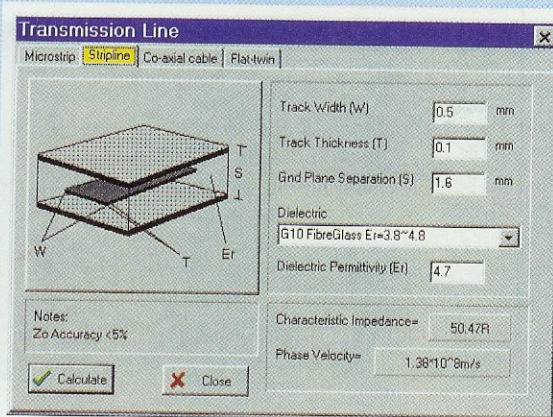 Transmission Line
Microstrip Stripline Co-axial cable Flat-twin
T
S
W
T
Er
Track Width (W) 0.5 mm
Track Thickness (T) 0.1 mm
Gnd Plane Separation (S) 1.6 mm
Dielectric
G10 FibreGlass Er=3.8~4.8
Dielectric Permittivity (Er) 4.7
Notes:
Zo Accuracy <5%
Characteristic Impedance= 50.47R
Phase Velocity= 1.38*10^8m/s
Calculate Close